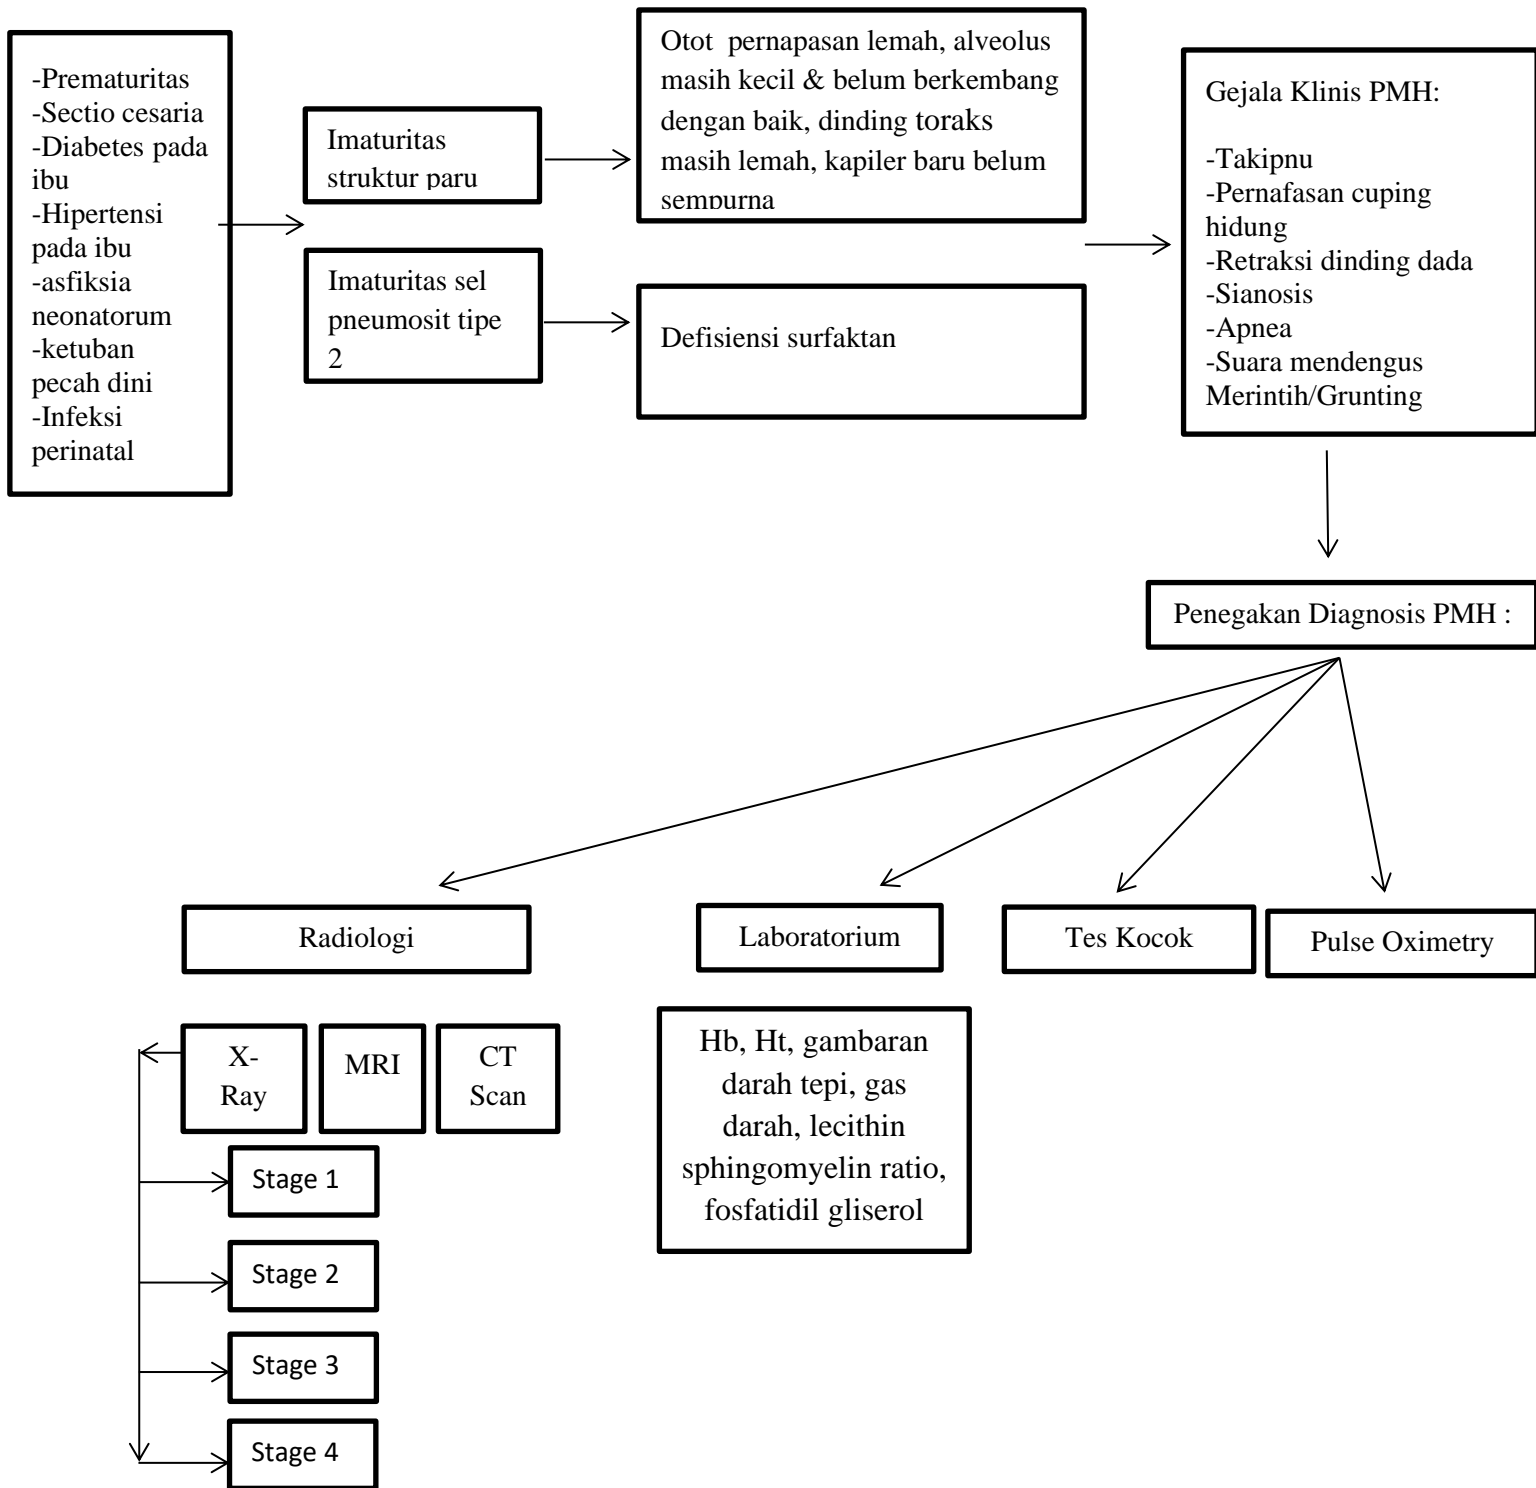 -Prematuritas
-Sectio cesaria
-Diabetes pada
ibu
-Hipertensi
pada ibu
-asfiksia
neonatorum
-ketuban
pecah dini
-Infeksi
perinatal
Imaturitas
struktur paru
Imaturitas sel
pneumosit tipe
2
Otot pernapasan lemah, alveolus
masih kecil & belum berkembang
dengan baik, dinding toraks
masih lemah, kapiler baru belum
sempurna
Defisiensi surfaktan
Gejala Klinis PMH:
-Takipnu
-Pernafasan cuping
hidung
-Retraksi dinding dada
-Sianosis
-Apnea
-Suara mendengus
Merintih/Grunting
Penegakan Diagnosis PMH :
Radiologi
Laboratorium
Tes Kocok
Pulse Oximetry
X-
Ray
MRI
CT
Scan
Hb, Ht, gambaran
darah tepi, gas
darah, lecithin
sphingomyelin ratio,
fosfatidil gliserol
Stage 1
Stage 2
Stage 3
Stage 4